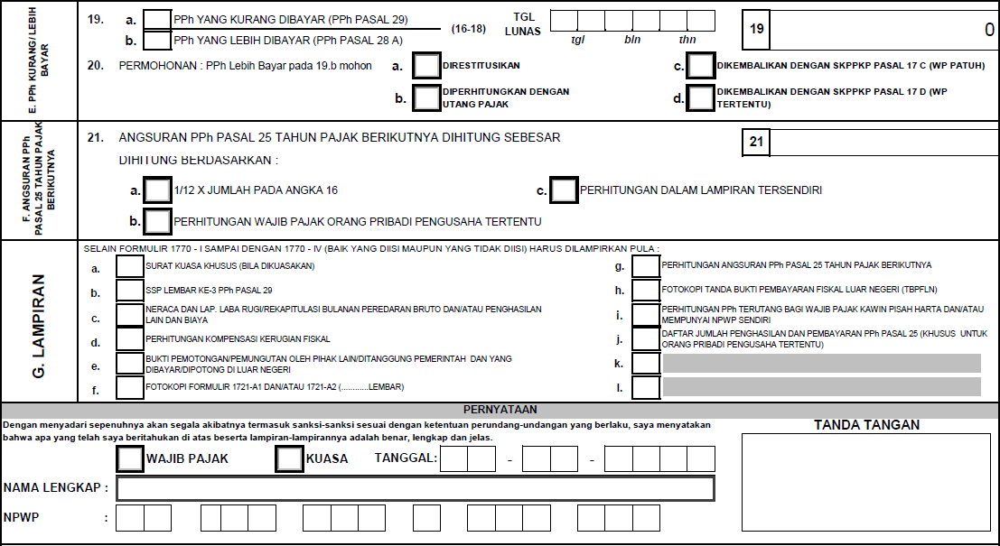 E. PPh KURANG/ LEBIH BAYAR
19. a. PPh YANG KURANG DIBAYAR (PPh PASAL 29)
b. PPh YANG LEBIH DIBAYAR (PPh PASAL 28 A)
(16-18)
TGL LUNAS
tgl bln thn
19 0
20. PERMOHONAN : PPh Lebih Bayar pada 19.b mohon
a. DIRESTITUSIKAN
b. DIPERHITUNGKAN DENGAN
UTANG PAJAK
c. DIKEMBALIKAN DENGAN SKPPKP PASAL 17 C (WP PATUH)
d. DIKEMBALIKAN DENGAN SKPPKP PASAL 17 D (WP
TERTENTU)
F. ANGSURAN PPh
PASAL 25 TAHUN PAJAK
BERIKUTNYA
21. ANGSURAN PPh PASAL 25 TAHUN PAJAK BERIKUTNYA DIHITUNG SEBESAR
21
DIHITUNG BERDASARKAN :
a. 1/12 X JUMLAH PADA ANGKA 16
b. PERHITUNGAN WAJIB PAJAK ORANG PRIBADI PENGUSAHA TERTENTU
c. PERHITUNGAN DALAM LAMPIRAN TERSENDIRI
G. LAMPIRAN
SELAIN FORMULIR 1770 - I SAMPAI DENGAN 1770 - IV (BAIK YANG DIISI MAUPUN YANG TIDAK DIISI) HARUS DILAMPIRKAN PULA :
a. SURAT KUASA KHUSUS (BILA DIKUASAKAN)
b. SSP LEMBAR KE-3 PPh PASAL 29
c. NERACA DAN LAP. LABA RUGI/REKAPITULASI BULANAN PEREDARAN BRUTO DAN/ATAU PENGHASILAN
LAIN DAN BIAYA
d. PERHITUNGAN KOMPENSASI KERUGIAN FISKAL
e. BUKTI PEMOTONGAN/PEMUNGUTAN OLEH PIHAK LAIN/DITANGGUNG PEMERINTAH DAN YANG
DIBAYAR/DIPOTONG DI LUAR NEGERI
f. FOTOKOPI FORMULIR 1721-A1 DAN/ATAU 1721-A2 (............LEMBAR)
g. PERHITUNGAN ANGSURAN PPh PASAL 25 TAHUN PAJAK BERIKUTNYA
h. FOTOKOPI TANDA BUKTI PEMBAYARAN FISKAL LUAR NEGERI (TBPFLN)
i. PERHITUNGAN PPh TERUTANG BAGI WAJIB PAJAK KAWIN PISAH HARTA DAN/ATAU
MEMPUNYAI NPWP SENDIRI
j. DAFTAR JUMLAH PENGHASILAN DAN PEMBAYARAN PPh PASAL 25 (KHUSUS UNTUK
ORANG PRIBADI PENGUSAHA TERTENTU)
k.
l.
PERNYATAAN
Dengan menyadari sepenuhnya akan segala akibatnya termasuk sanksi-sanksi sesuai dengan ketentuan perundang-undangan yang berlaku, saya menyatakan
bahwa apa yang telah saya beritahukan di atas beserta lampiran-lampirannya adalah benar, lengkap dan jelas.
TANDA TANGAN
WAJIB PAJAK KUASA TANGGAL: - -
NAMA LENGKAP :
NPWP :